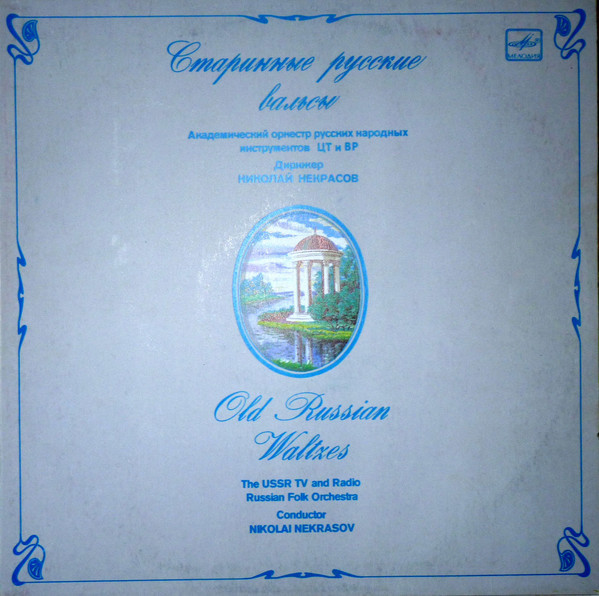 МЕЛОДИЯ
Старинные русские
вальсы
Академический оркестр русских народных
инструментов ЦТ и ВР
Дирижер
НИКОЛАЙ НЕКРАСОВ
Old Russian
Waltzes
The USSR TV and Radio
Russian Folk Orchestra
Conductor
NIKOLAI NEKRASOV